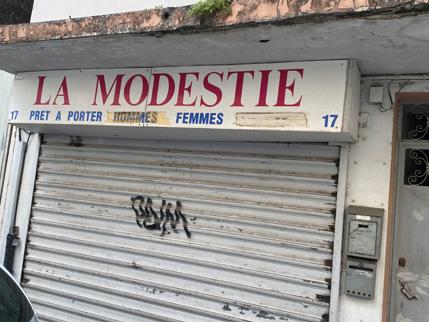 LA MODESTIE
17 PRET A PORTER HOMMES FEMMES 17